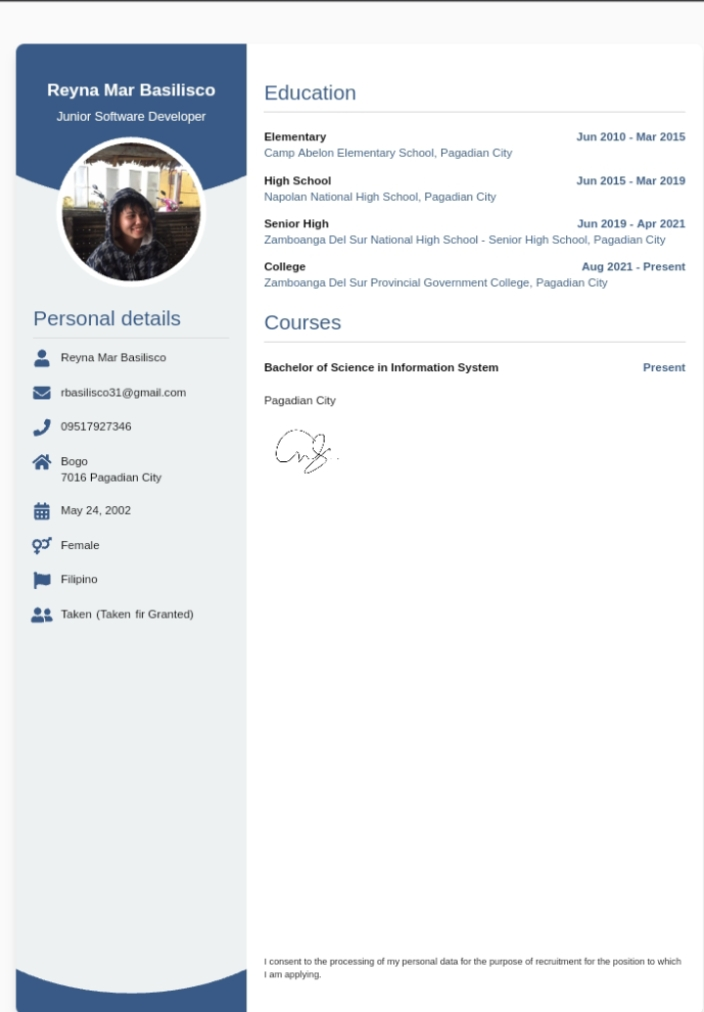 Reyna Mar Basilisco
Junior Software Developer
Personal details
Reyna Mar Basilisco
rbasilisco31@gmail.com
09517927346
Bogo
7016 Pagadian City
May 24, 2002
Female
Filipino
Taken (Taken fir Granted)
Education
Elementary Jun 2010 - Mar 2015
Camp Abelon Elementary School, Pagadian City
High School Jun 2015 - Mar 2019
Napolan National High School, Pagadian City
Senior High Jun 2019 - Apr 2021
Zamboanga Del Sur National High School - Senior High School, Pagadian City
College Aug 2021 - Present
Zamboanga Del Sur Provincial Government College, Pagadian City
Courses
Bachelor of Science in Information System Present
Pagadian City
I consent to the processing of my personal data for the purpose of recruitment for the position to which
I am applying.